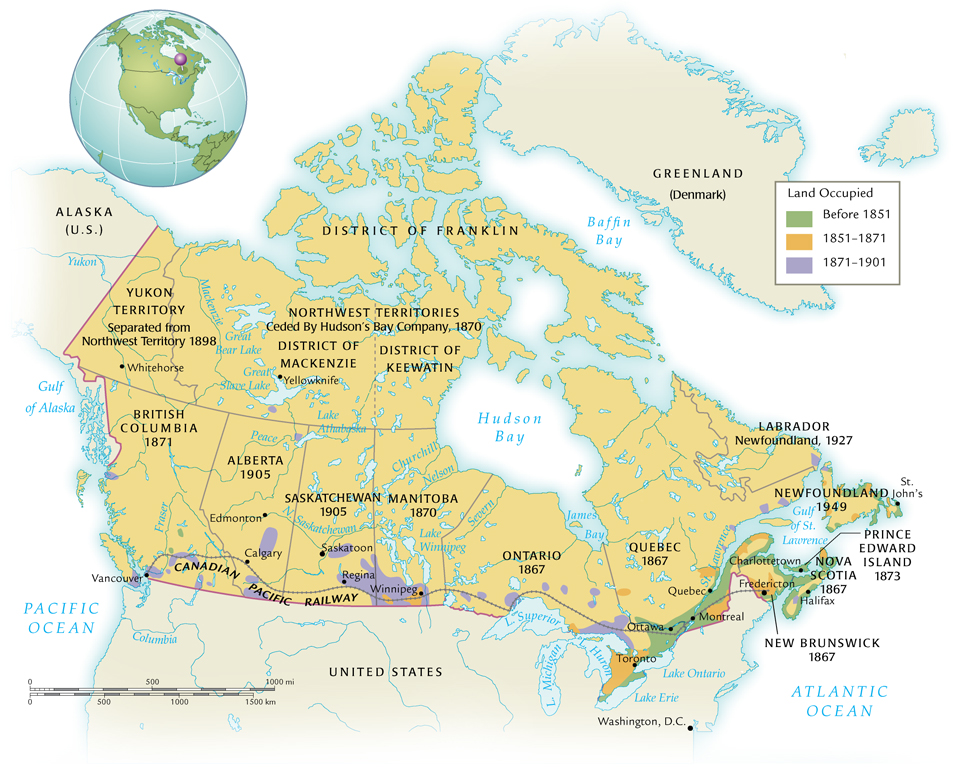 GREENLAND
(Denmark)
Land Occupied
Before 1851
1851–1871
1871–1901
ALASKA
(U.S.)
Baffin
Bay
DISTRICT OF FRANKLIN
Yukon
YUKON
TERRITORY
Separated from
Northwest Territory 1898
Mackenzie
NORTHWEST TERRITORIES
Ceded By Hudson's Bay Company, 1870
Great
Bear Lake
DISTRICT OF
MACKENZIE
DISTRICT OF
KEEWATIN
Whitehorse
Great
Slave Lake
Yellowknife
Gulf
of Alaska
BRITISH
COLUMBIA
1871
Lake
Athabaska
Peace
Hudson
Bay
LABRADOR
Newfoundland, 1927
ALBERTA
1905
Churchill
Nelson
SASKATCHEWAN
1905
MANITOBA
1870
Severn
St.
John's
NEWFOUNDLAND
1949
Edmonton
N. Saskatchewan
Fraser
James
Bay
Gulf
of St.
Lawrence
Lake
Winnipeg
PRINCE
EDWARD
ISLAND
1873
Calgary
Saskatoon
ONTARIO
1867
QUEBEC
1867
St. Lawrence
Charlottetown
NOVA
SCOTIA
1867
Vancouver
CANADIAN
PACIFIC
RAILWAY
Regina
Winnipeg
Quebec
Fredericton
Halifax
PACIFIC
OCEAN
L. Superior
Ottawa
Montreal
Columbia
NEW BRUNSWICK
1867
UNITED STATES
L. Michigan
L. Huron
Toronto
Lake Ontario
Lake Erie
ATLANTIC
OCEAN
0 500 1000 mi
0 500 1000 1500 km
Washington, D.C.